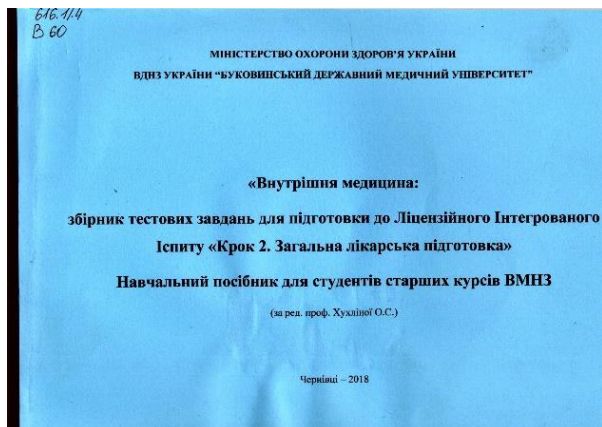 616.1/.4
В 60
МІНІСТЕРСТВО ОХОРОНИ ЗДОРОВ'Я УКРАЇНИ
ВДНЗ УКРАЇНИ “БУКОВИНСЬКИЙ ДЕРЖАВНИЙ МЕДИЧНИЙ УНІВЕРСИТЕТ”
«Внутрішня медицина:
збірник тестових завдань для підготовки до Ліцензійного Інтегрованого
Іспиту «Крок 2. Загальна лікарська підготовка»
Навчальний посібник для студентів старших курсів ВМНЗ
(за ред. проф. Хухліної О.С.)
Чернівці – 2018